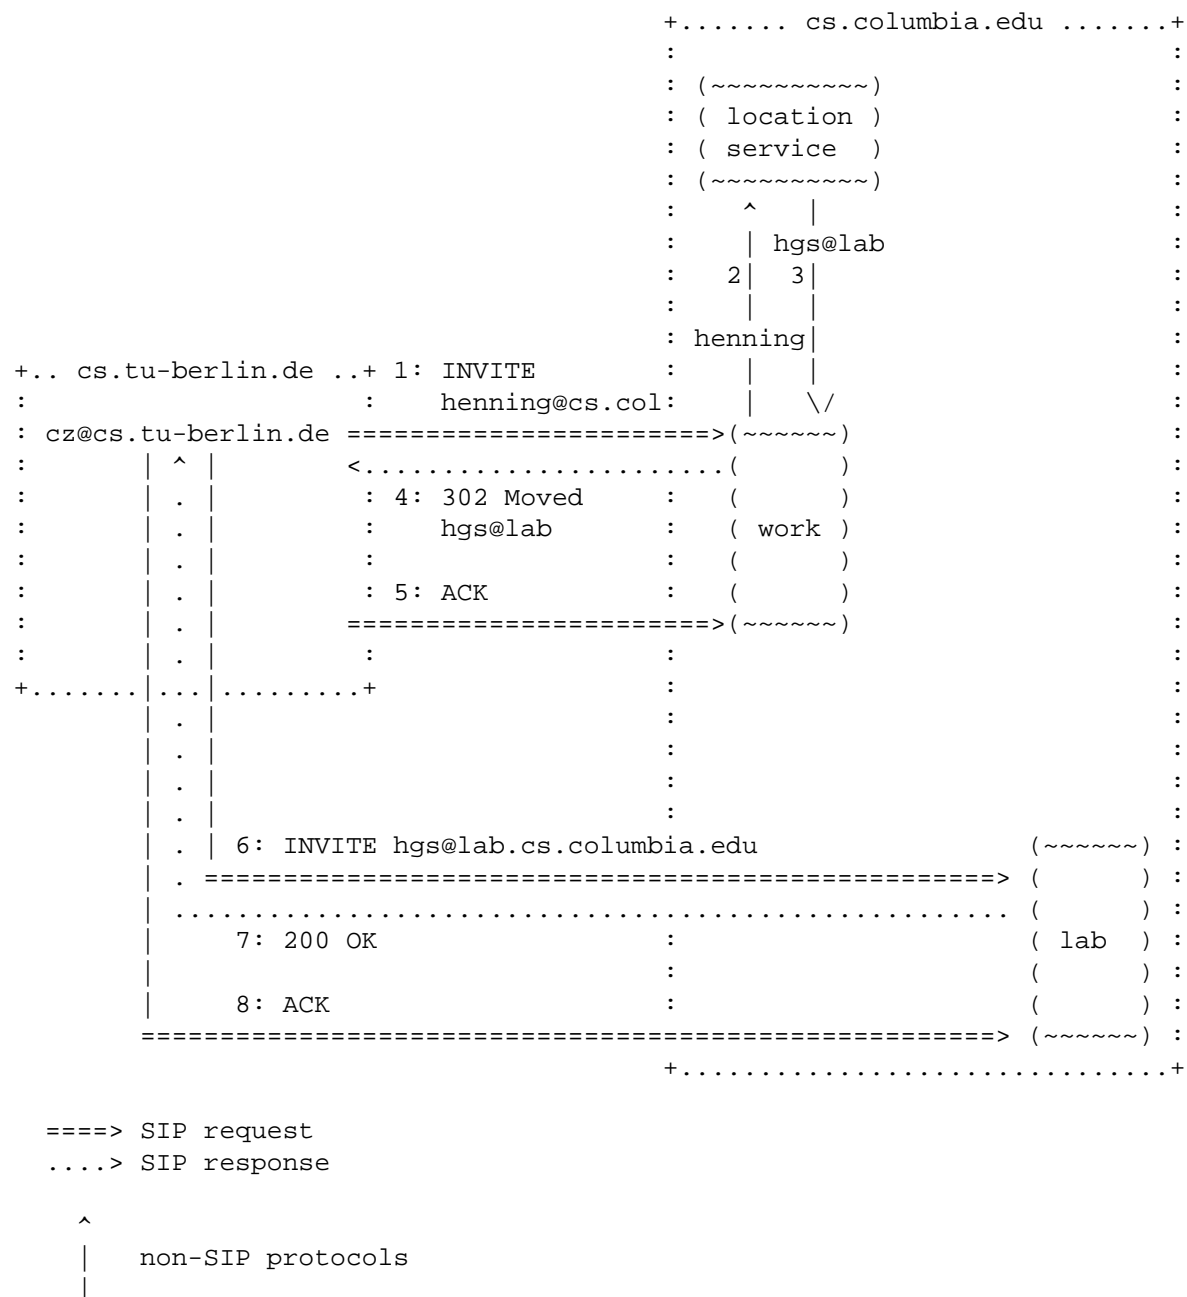 +....... cs.columbia.edu .......+
:                               :
: (~~~~~~~~~~)                  :
: ( location )                  :
: ( service  )                  :
: (~~~~~~~~~~)                  :
:    ^   |                      :
:    | hgs@lab                  :
:   2|  3|                      :
:    |   |                      :
: henning|                      :
+.. cs.tu-berlin.de ..+ 1: INVITE        :    |   |                      :
:                     :    henning@cs.col:    |   \/                     :
: cz@cs.tu-berlin.de =======================>(~~~~~~)                    :
:       | ^ |        <.......................(      )                    :
:       | . |         : 4: 302 Moved     :   (      )                    :
:       | . |         :    hgs@lab       :   ( work )                    :
:       | . |         :                  :   (      )                    :
:       | . |         : 5: ACK           :   (      )                    :
:       | . |        =======================>(~~~~~~)                    :
:       | . |         :                  :                               :
+.......|...|.........+                  :                               :
        | . |                            :                               :
        | . |                            :                               :
        | . |                            :                               :
        | . |                            :                               :
        | . | 6: INVITE hgs@lab.cs.columbia.edu                 (~~~~~~) :
        | . ==================================================> (      ) :
        | ..................................................... (      ) :
        |     7: 200 OK                  :                      ( lab  ) :
        |                                :                      (      ) :
        |     8: ACK                     :                      (      ) :
        ======================================================> (~~~~~~) :
                                         +...............................+
====> SIP request
....> SIP response
^
|   non-SIP protocols
|